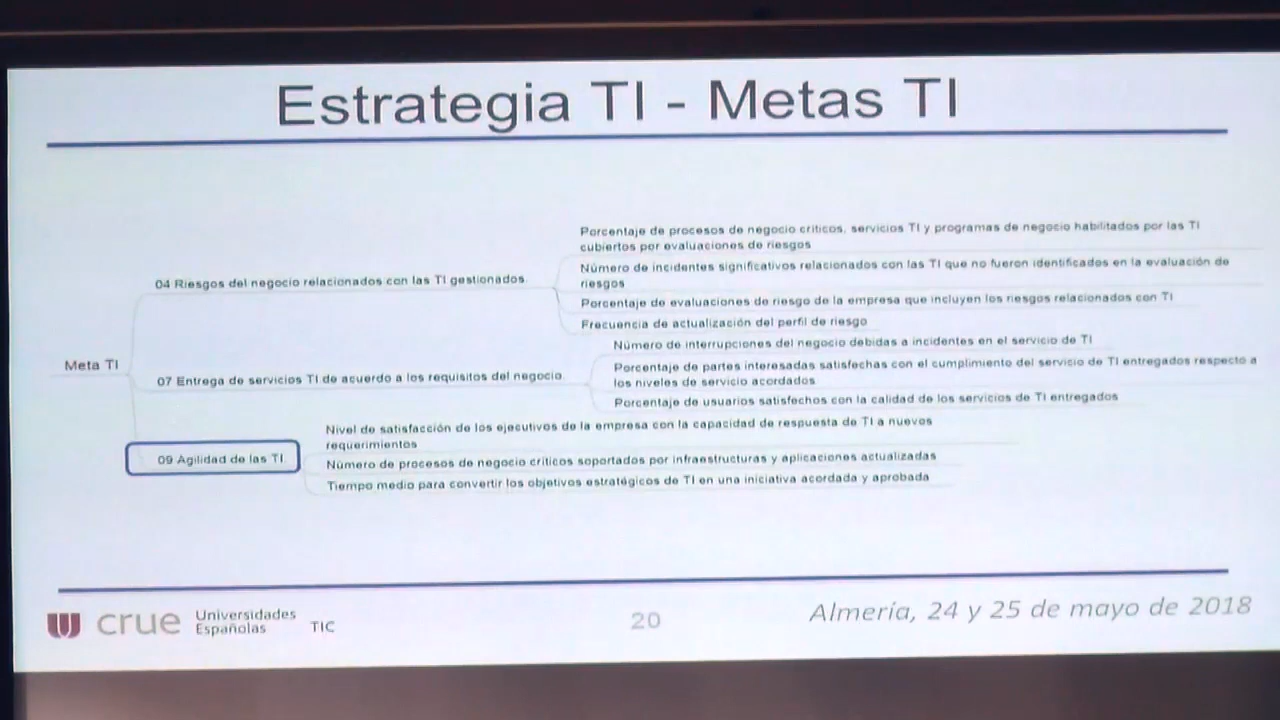 Estrategia TI - Metas TI
Porcentaje de procesos de negocio críticos, servicios TI y programas de negocio habilitados por las TI
cubiertos por evaluaciones de riesgos
04 Riesgos del negocio relacionados con las TI gestionados
Número de incidentes significativos relacionados con las TI que no fueron identificados en la evaluación de
riesgos
Porcentaje de evaluaciones de riesgo de la empresa que incluyen los riesgos relacionados con TI
Frecuencia de actualización del perfil de riesgo
Meta TI
07 Entrega de servicios TI de acuerdo a los requisitos del negocio
Número de interrupciones del negocio debidas a incidentes en el servicio de TI
Porcentaje de partes interesadas satisfechas con el cumplimiento del servicio de TI entregados respecto a
los niveles de servicio acordados
Porcentaje de usuarios satisfechos con la calidad de los servicios de TI entregados
09 Agilidad de las TI
Nivel de satisfacción de los ejecutivos de la empresa con la capacidad de respuesta de TI a nuevos
requerimientos
Número de procesos de negocio críticos soportados por infraestructuras y aplicaciones actualizadas
Tiempo medio para convertir los objetivos estratégicos de TI en una iniciativa acordada y aprobada
crue Universidades
Españolas TIC
20
Almería, 24 y 25 de mayo de 2018